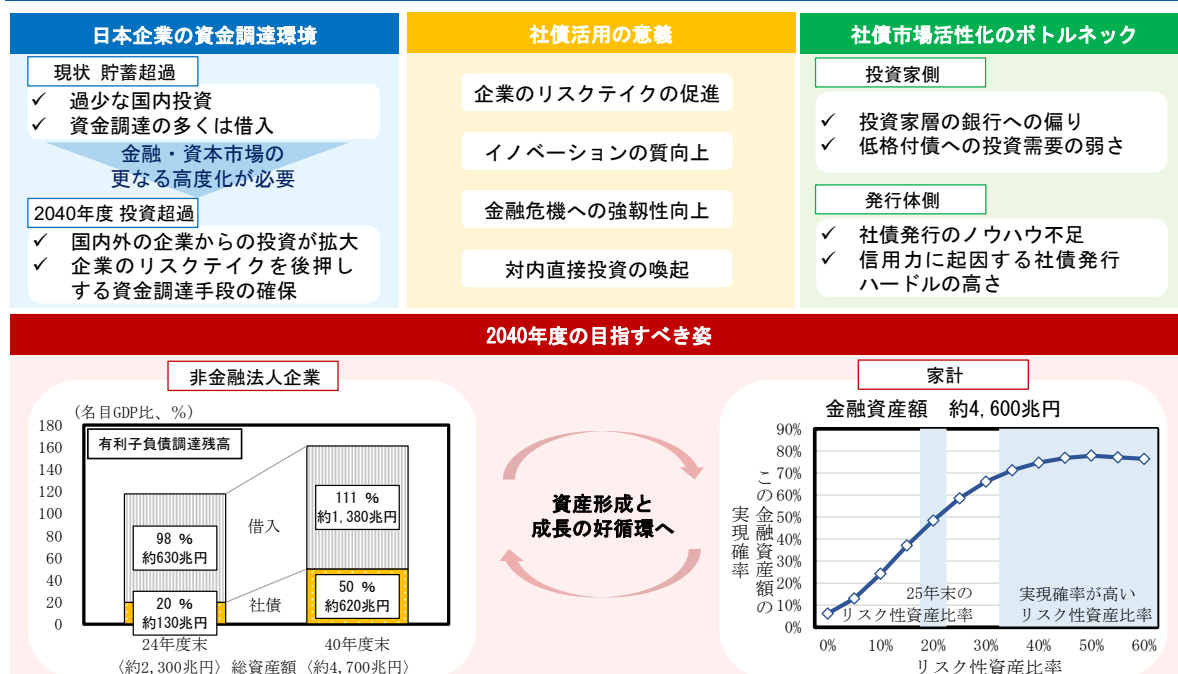 日本企業の資金調達環境
現状 貯蓄超過
✓ 過少な国内投資
✓ 資金調達の多くは借入
金融・資本市場の
更なる高度化が必要
2040年度 投資超過
✓ 国内外の企業からの投資が拡大
✓ 企業のリスクテイクを後押し
する資金調達手段の確保
社債活用の意義
企業のリスクテイクの促進
イノベーションの質向上
金融危機への強靭性向上
対内直接投資の喚起
社債市場活性化のボトルネック
投資家側
✓ 投資家層の銀行への偏り
✓ 低格付債への投資需要の弱さ
発行体側
✓ 社債発行のノウハウ不足
✓ 信用力に起因する社債発行
ハードルの高さ
2040年度の目指すべき姿
非金融法人企業
(名目GDP比、%)
有利子負債調達残高
180
160
140
120
100
80
60
40
20
0
98 %
約630兆円
20 %
約130兆円
借入
社債
111 %
約1,380兆円
50 %
約620兆円
24年度末
40年度末
〈約2,300兆円〉 総資産額 〈約4,700兆円〉
資産形成と
成長の好循環へ
家計
金融資産額 約4,600兆円
この金融資産額の
実現確率
90%
80%
70%
60%
50%
40%
30%
20%
10%
0%
25年末の
リスク性資産比率
実現確率が高い
リスク性資産比率
0%
10%
20%
30%
40%
50%
60%
リスク性資産比率